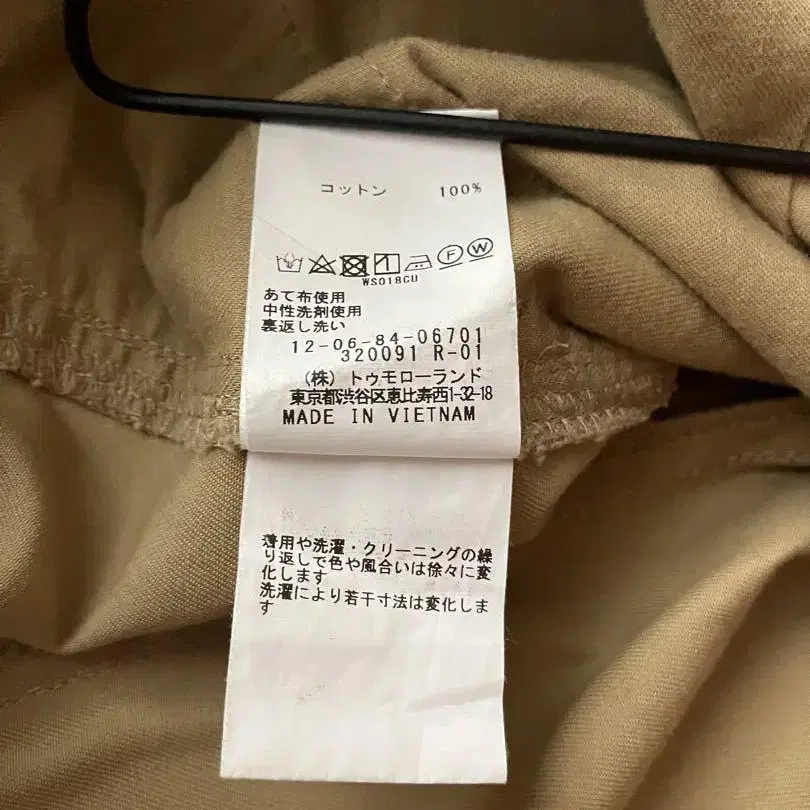 コットン 100%
F W
WS018GU
あて布使用
中性洗剤使用
裏返し洗い
12-06-84-06701
320091 R-01
(株) トゥモローランド
東京都渋谷区恵比寿西1-32-18
MADE IN VIETNAM
着用や洗濯・クリーニングの繰
り返しで色や風合いは徐々に変
化します
洗濯により若干寸法は変化しま
す